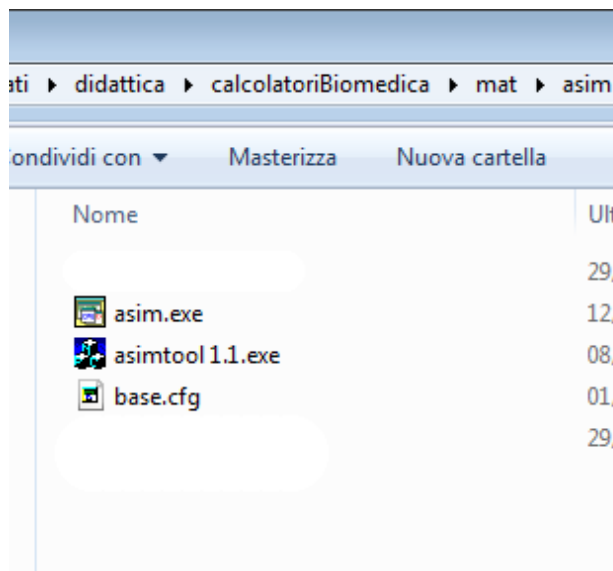 ati ▸ didattica ▸ calcolatoriBiomedica ▸ mat ▸ asim
ondividi con Masterizza Nuova cartella
Nome Ult
29,
asim.exe 12,
asimtool 1.1.exe 08,
base.cfg 01,
29,